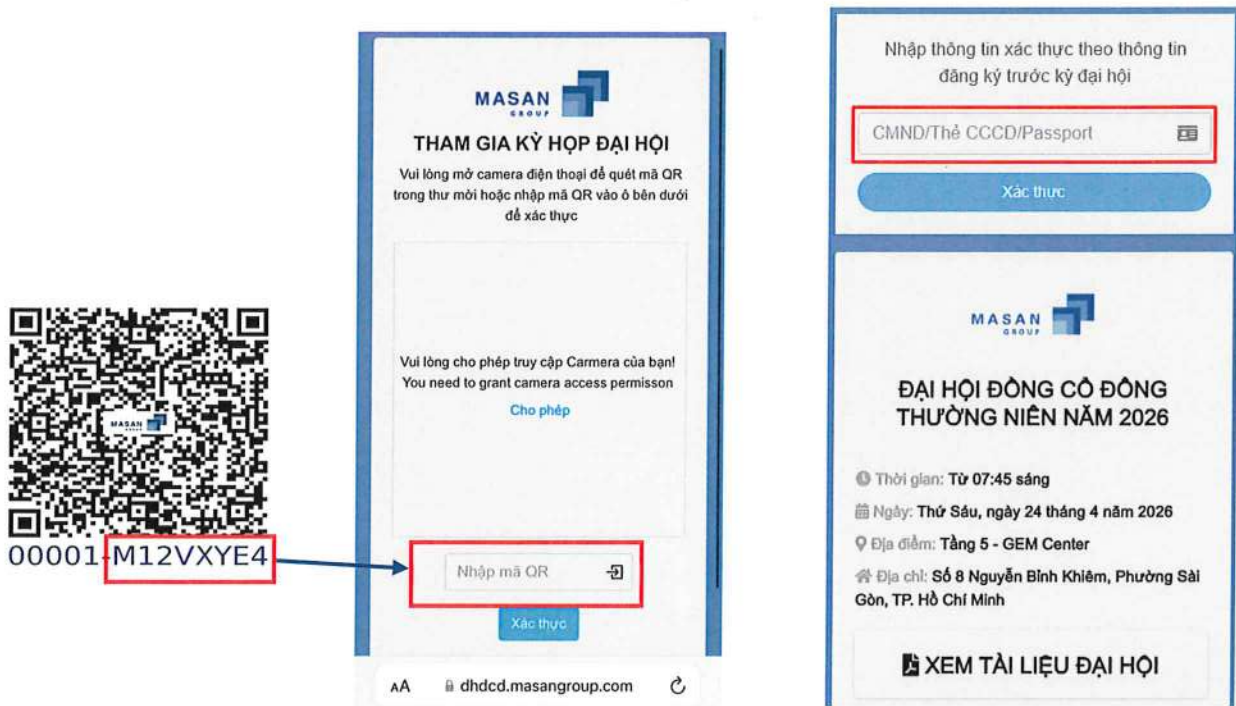 MASAN
00001-M12VXYE4
MASAN
GROUP
THAM GIA KỲ HỌP ĐẠI HỘI
Vui lòng mở camera điện thoại để quét mã QR
trong thư mời hoặc nhập mã QR vào ô bên dưới
để xác thực
Vui lòng cho phép truy cập Carmera của bạn!
You need to grant camera access permisson
Cho phép
Nhập mã QR
Xác thực
AA dhdcd.masangroup.com
Nhập thông tin xác thực theo thông tin
đăng ký trước kỳ đại hội
CMND/Thẻ CCCD/Passport
Xác thực
MASAN
GROUP
ĐẠI HỘI ĐỒNG CỔ ĐÔNG
THƯỜNG NIÊN NĂM 2026
Thời gian: Từ 07:45 sáng
Ngày: Thứ Sáu, ngày 24 tháng 4 năm 2026
Địa điểm: Tầng 5 - GEM Center
Địa chỉ: Số 8 Nguyễn Bỉnh Khiêm, Phường Sài
Gòn, TP. Hồ Chí Minh
XEM TÀI LIỆU ĐẠI HỘI